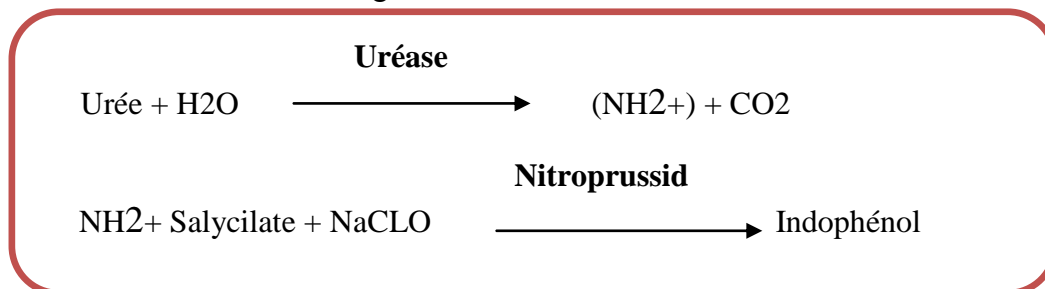 Uréase
Urée + H2O (NH2+) + CO2
Nitroprussid
NH2+ Salycilate + NaCLO Indophénol